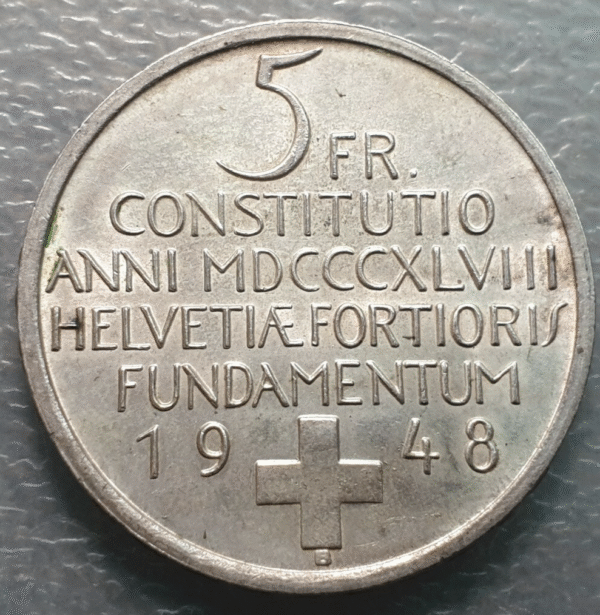 5 FR.
CONSTITUTIO
ANNI MDCCCXLVIII
HELVETIÆ FORTIORIS
FUNDAMENTUM
1948
B